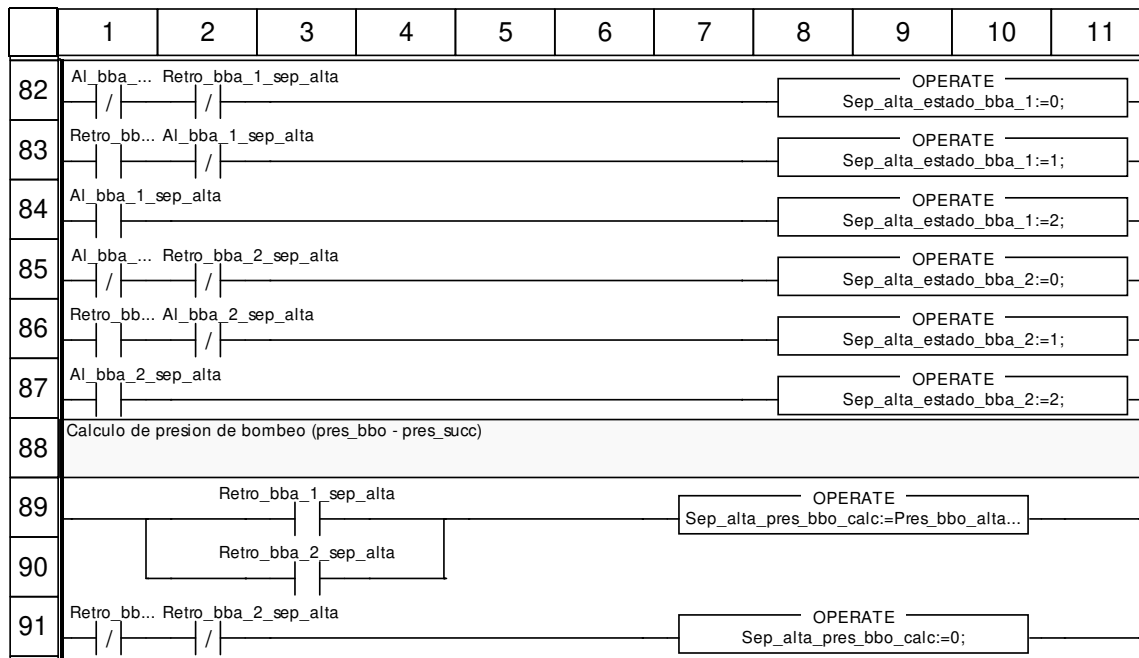 1 2 3 4 5 6 7 8 9 10 11
82 Al_bba_... Retro_bba_1_sep_alta OPERATE
Sep_alta_estado_bba_1:=0;
83 Retro_bb... Al_bba_1_sep_alta OPERATE
Sep_alta_estado_bba_1:=1;
84 Al_bba_1_sep_alta OPERATE
Sep_alta_estado_bba_1:=2;
85 Al_bba_... Retro_bba_2_sep_alta OPERATE
Sep_alta_estado_bba_2:=0;
86 Retro_bb... Al_bba_2_sep_alta OPERATE
Sep_alta_estado_bba_2:=1;
87 Al_bba_2_sep_alta OPERATE
Sep_alta_estado_bba_2:=2;
88 Calculo de presion de bombeo (pres_bbo - pres_succ)
89 Retro_bba_1_sep_alta OPERATE
Sep_alta_pres_bbo_calc:=Pres_bbo_alta...
90 Retro_bba_2_sep_alta
91 Retro_bb... Retro_bba_2_sep_alta OPERATE
Sep_alta_pres_bbo_calc:=0;